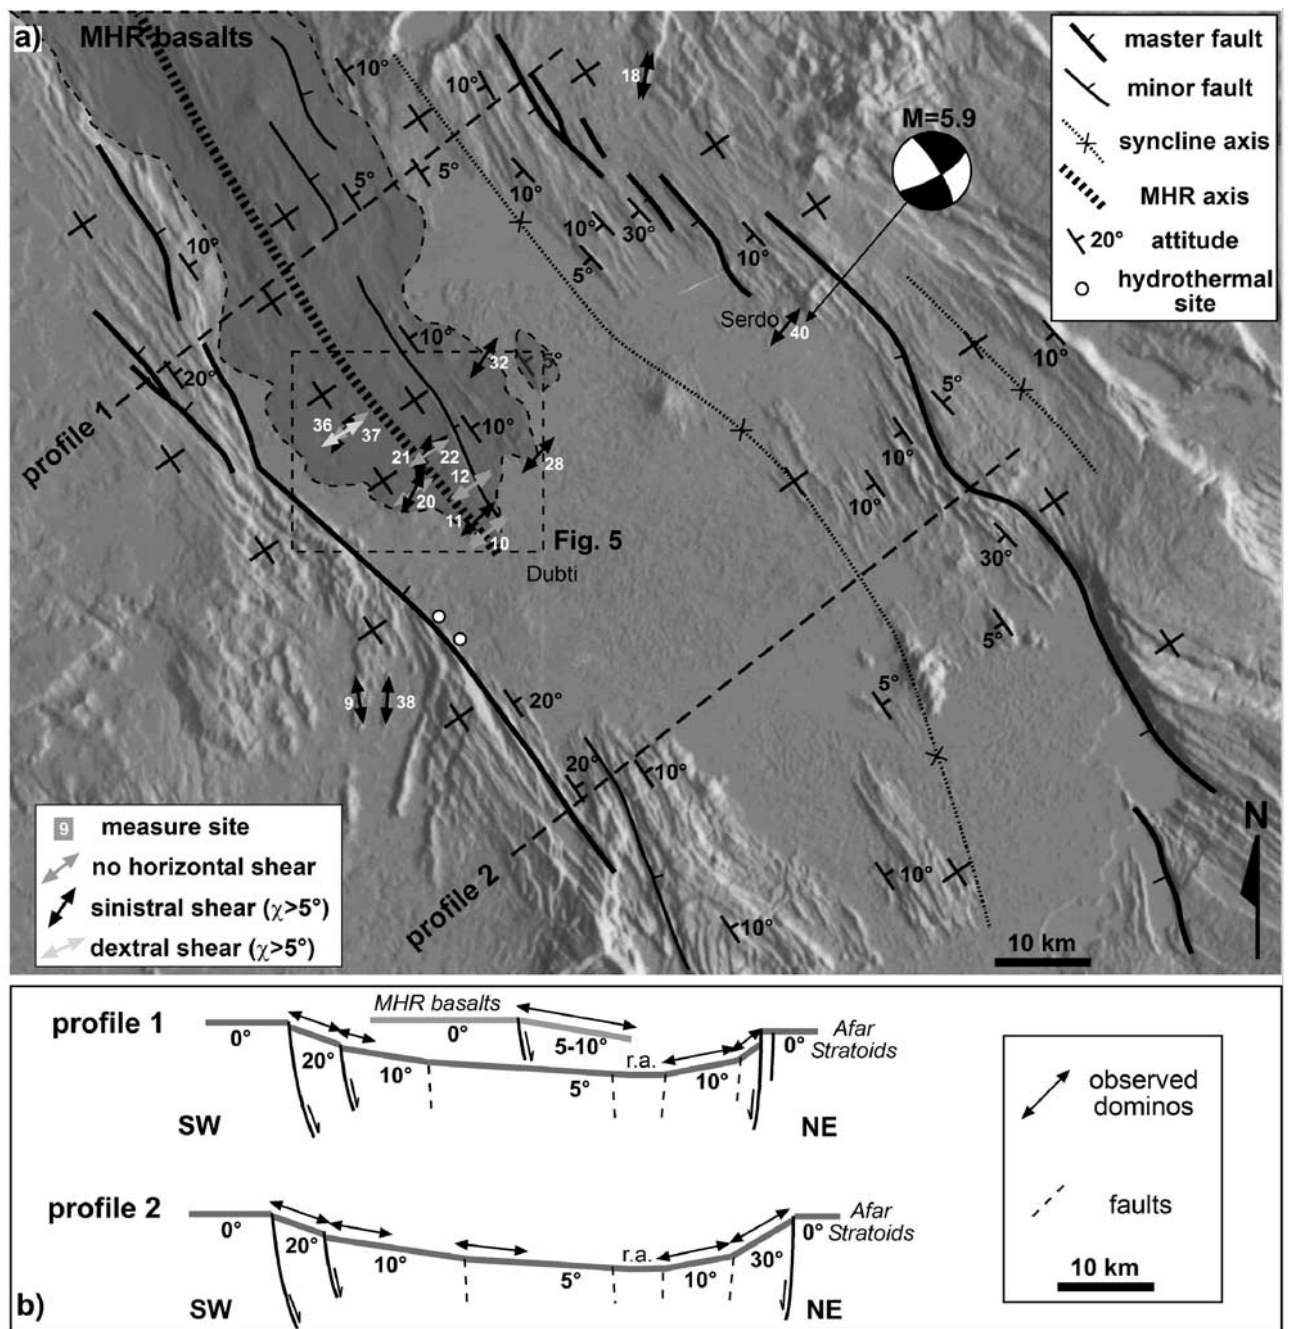 a)
MHR basalts
10°
10°
18
M=5.9
5°
5°
10°
10°
30°
5°
10°
10°
Serdo
40
10°
32
5°
20°
profile 1
36
37
21
22
10°
12
20
11
10
28
Fig. 5
Dubti
10°
5°
10°
10°
30°
5°
5°
9
38
20°
20°
10°
profile 2
10°
10°
N
10 km
master fault
minor fault
syncline axis
MHR axis
20° attitude
hydrothermal
site
9 measure site
no horizontal shear
sinistral shear (χ>5°)
dextral shear (χ>5°)
b)
profile 1
MHR basalts
0°
20°
10°
0°
5-10°
5°
r.a.
10°
0°
Afar
Stratoids
SW
NE
profile 2
0°
20°
10°
5°
r.a.
10°
30°
0°
Afar
Stratoids
SW
NE
observed
dominos
faults
10 km